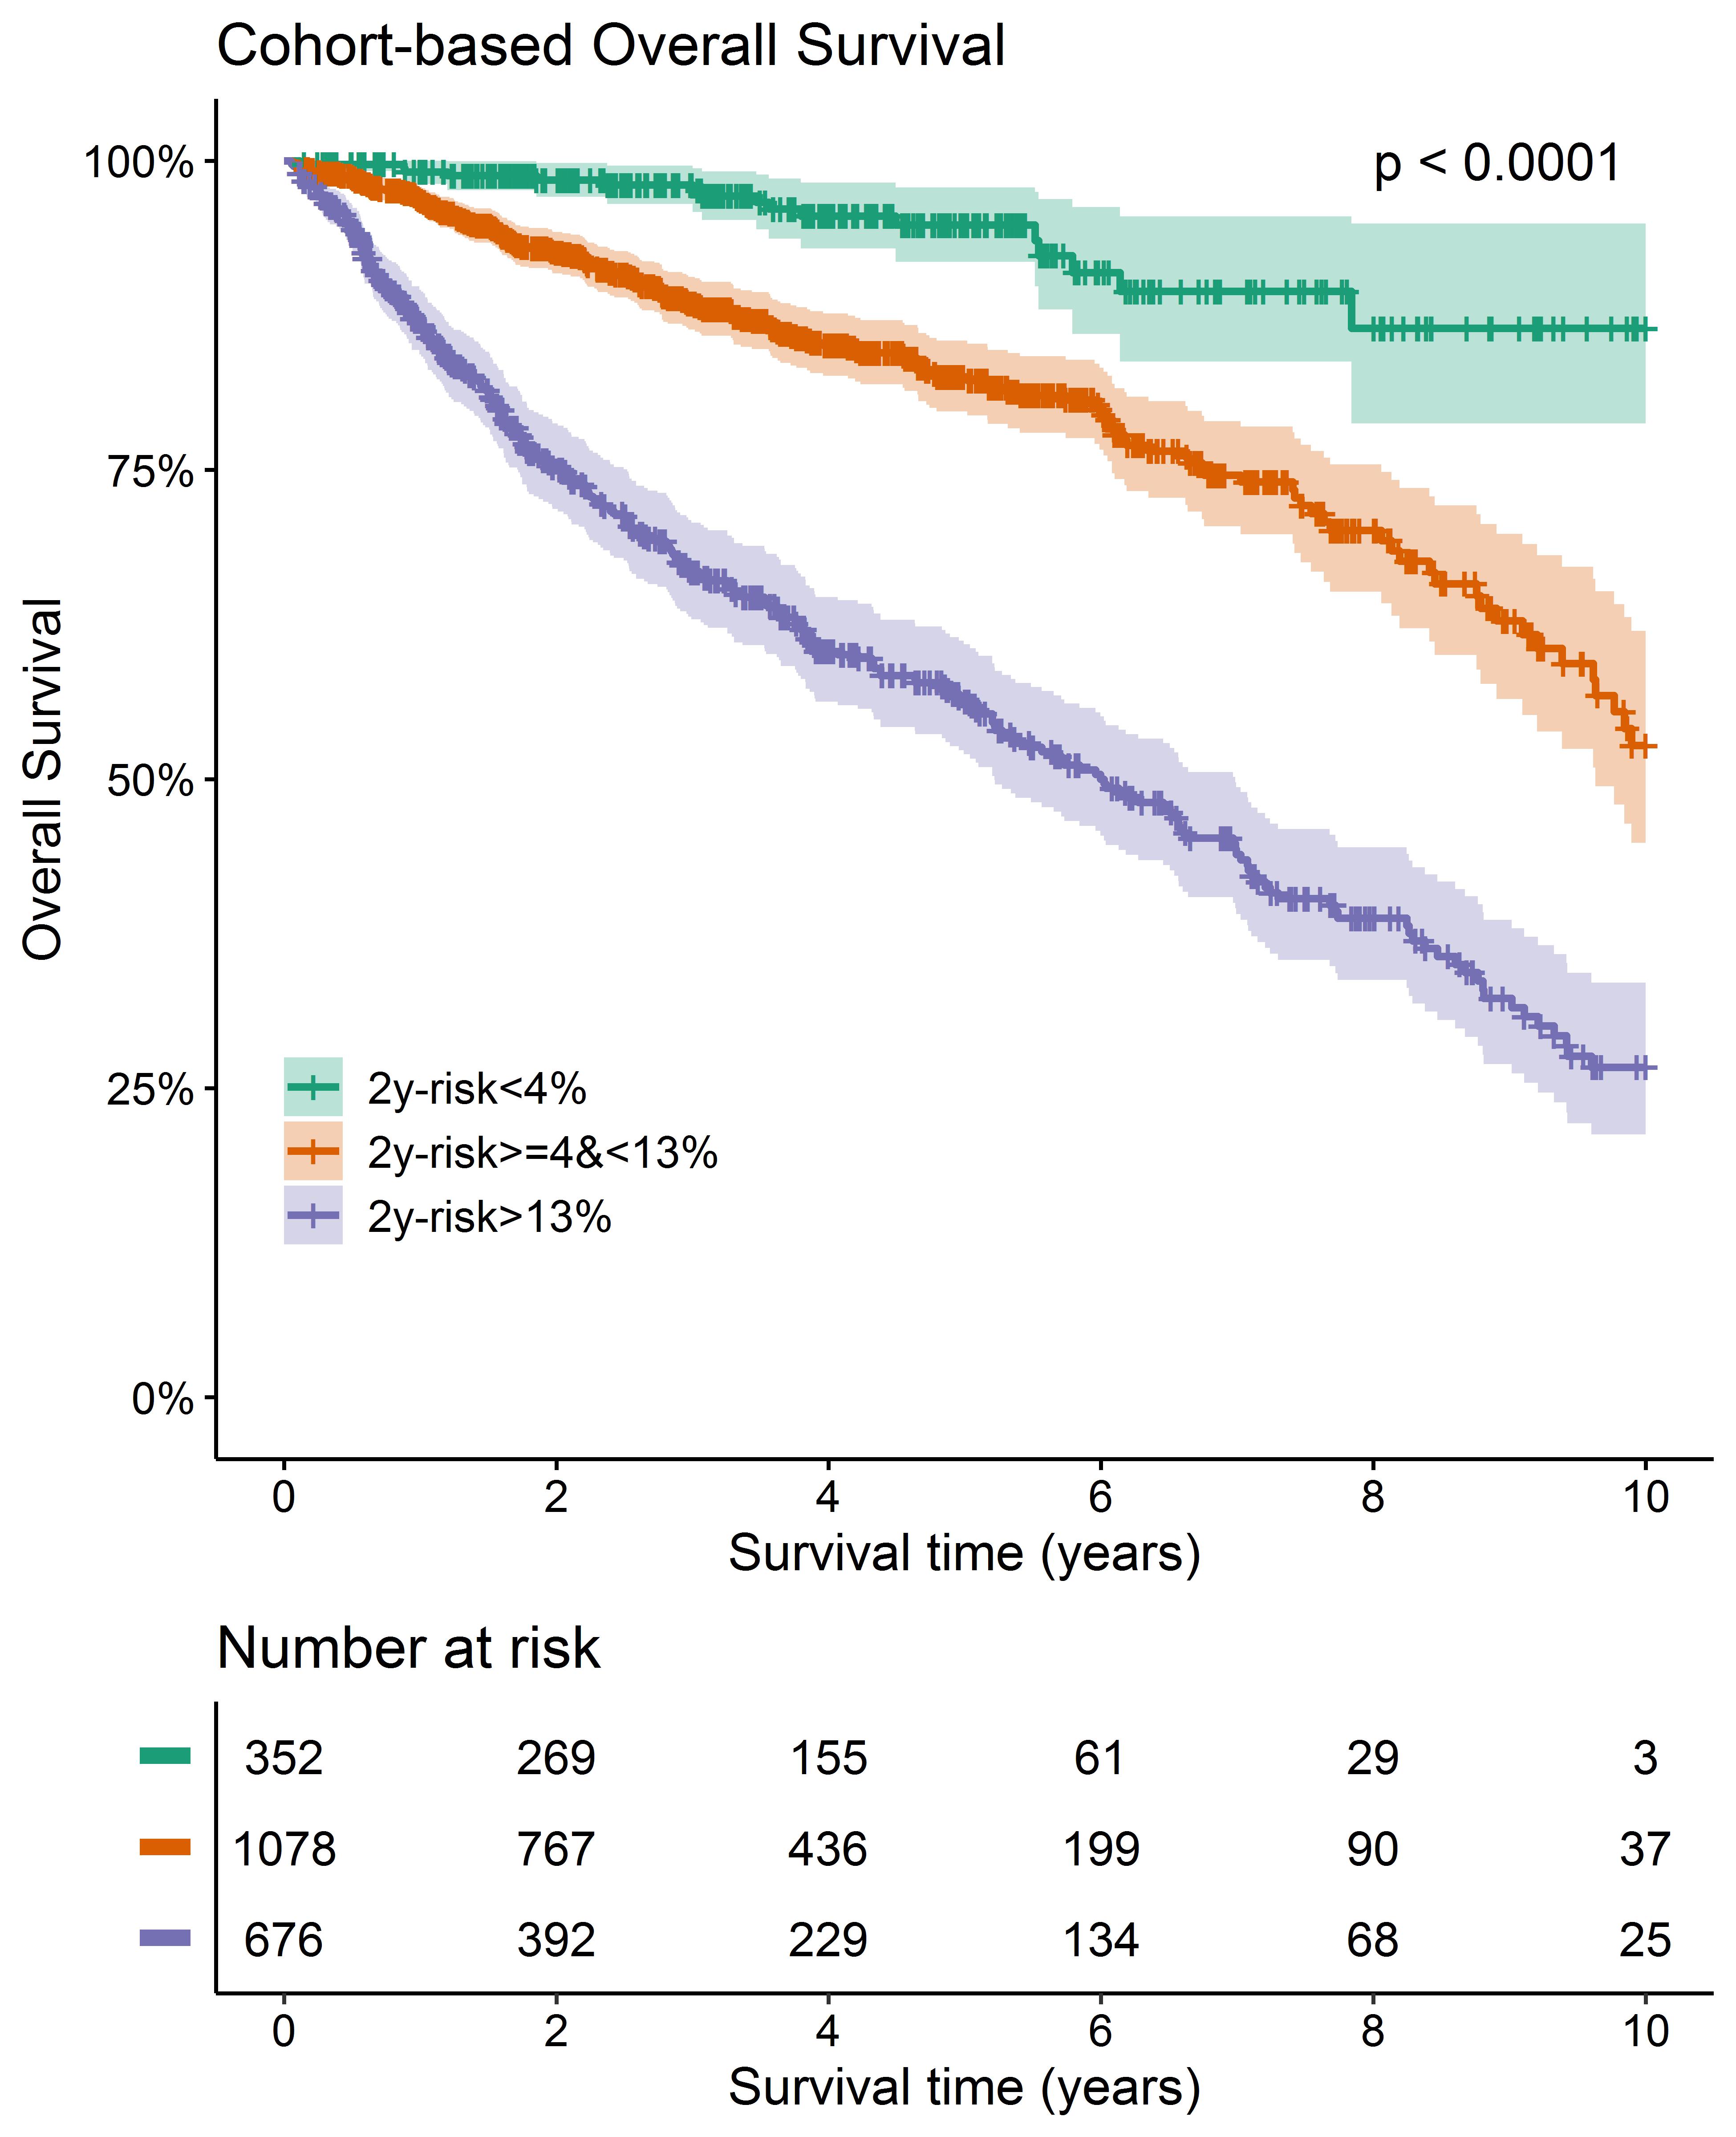 Cohort-based Overall Survival
p < 0.0001
100%
75%
50%
25%
0%
Overall Survival
2y-risk<4%
2y-risk>=4&<13%
2y-risk>13%
0 2 4 6 8 10
Survival time (years)
Number at risk
352 269 155 61 29 3
1078 767 436 199 90 37
676 392 229 134 68 25
0 2 4 6 8 10
Survival time (years)